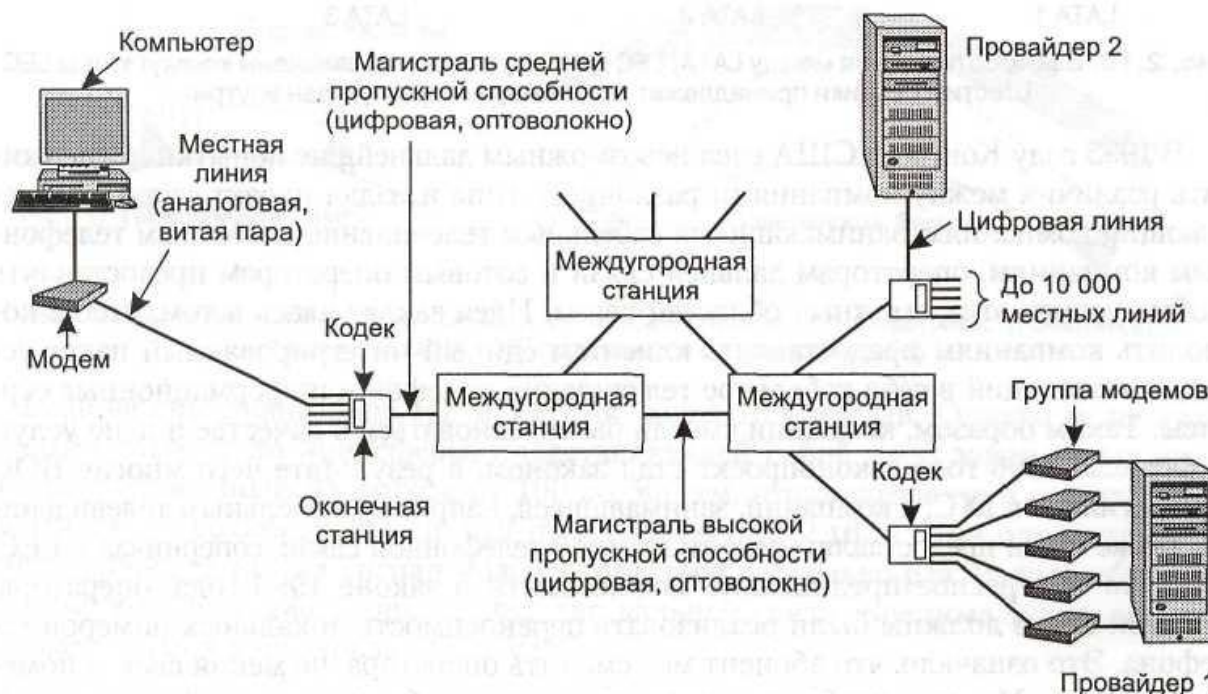 Компьютер
Местная
линия
(аналоговая,
витая пара)
Модем
Магистраль средней
пропускной способности
(цифровая, оптоволокно)
Провайдер 2
Цифровая линия
До 10 000
местных линий
Междугородная
станция
Кодек
Междугородная
станция
Междугородная
станция
Оконечная
станция
Магистраль высокой
пропускной способности
(цифровая, оптоволокно)
Группа модемов
Кодек
Провайдер 1